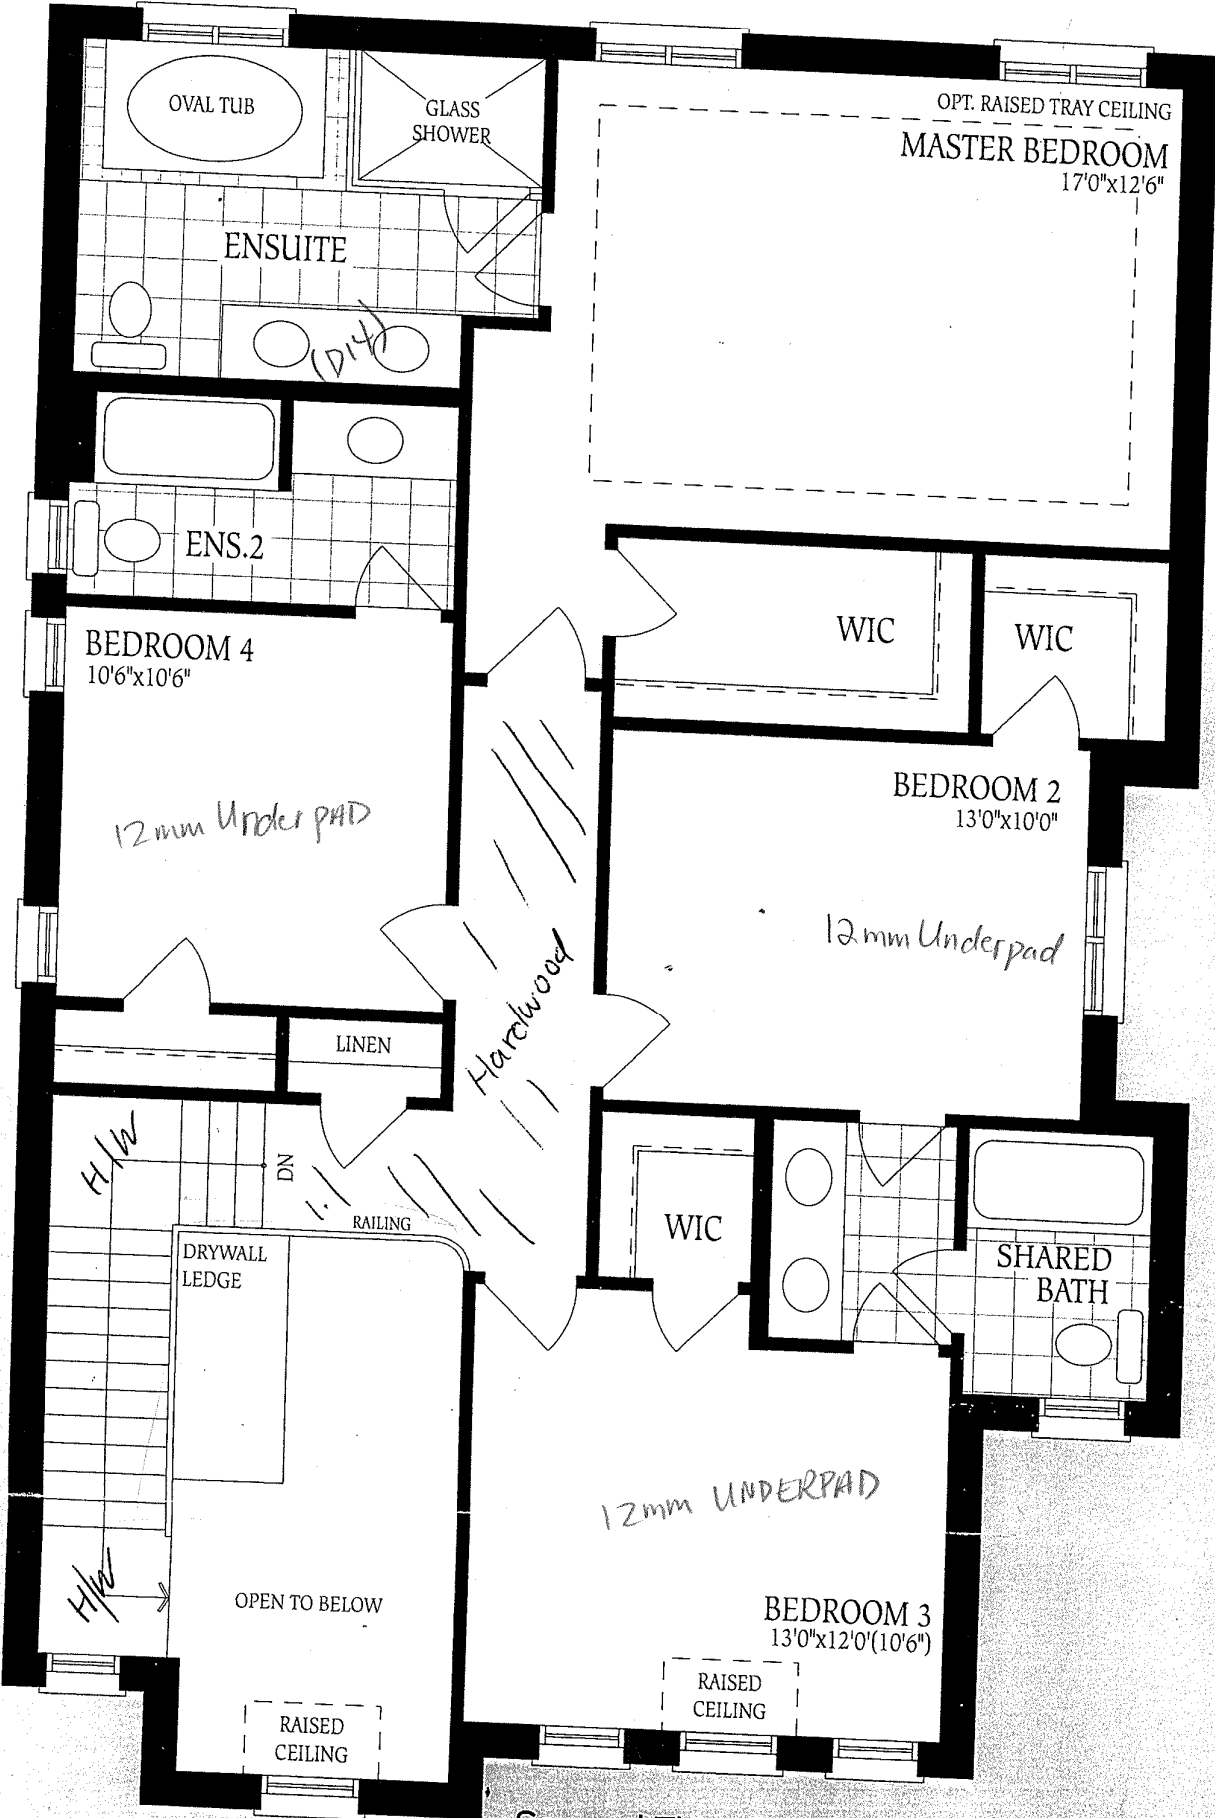 OVAL TUB
GLASS
SHOWER
OPT. RAISED TRAY CEILING
MASTER BEDROOM
17'0"x12'6"
ENSUITE
(D14)
ENS.2
WIC
WIC
BEDROOM 4
10'6"x10'6"
BEDROOM 2
13'0"x10'0"
12mm UnderpAD
12mm Underpad
Hardwood
LINEN
H/W
DN
RAILING
DRYWALL
LEDGE
WIC
SHARED
BATH
12mm UNDERPAD
H/W
OPEN TO BELOW
BEDROOM 3
13'0"x12'0'(10'6")
RAISED
CEILING
RAISED
CEILING